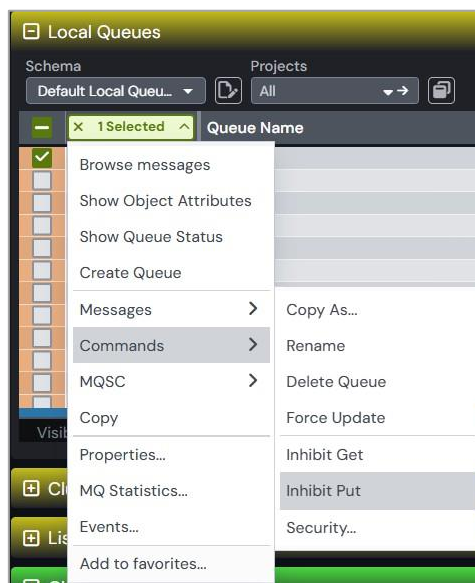 Local Queues
Schema
Projects
Default Local Queu...
All
1 Selected
Queue Name
Browse messages
Show Object Attributes
Show Queue Status
Create Queue
Messages
Copy As...
Commands
Rename
MQSC
Delete Queue
Copy
Force Update
Properties...
Inhibit Get
MQ Statistics...
Inhibit Put
Events...
Security...
Add to favorites...